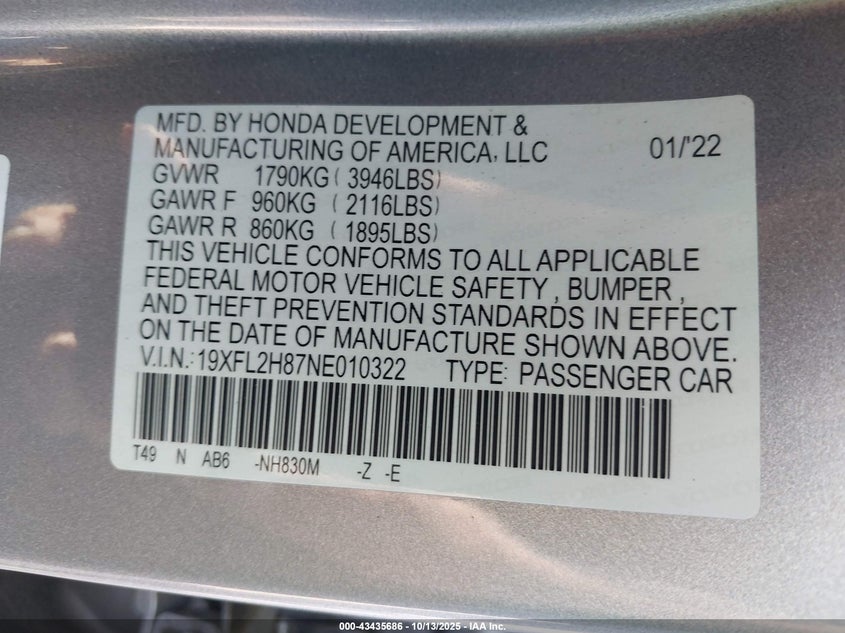 MFD. BY HONDA DEVELOPMENT &
MANUFACTURING OF AMERICA, LLC 01/'22
GVWR 1790KG ( 3946LBS)
GAWR F 960KG ( 2116LBS)
GAWR R 860KG ( 1895LBS)
THIS VEHICLE CONFORMS TO ALL APPLICABLE
FEDERAL MOTOR VEHICLE SAFETY , BUMPER ,
AND THEFT PREVENTION STANDARDS IN EFFECT
ON THE DATE OF MANUFACTURE SHOWN ABOVE.
V.I.N.:19XFL2H87NE010322 TYPE: PASSENGER CAR
T49 N AB6 -NH830M -Z -E
000-43435686 - 10/13/2025 - IAA Inc.